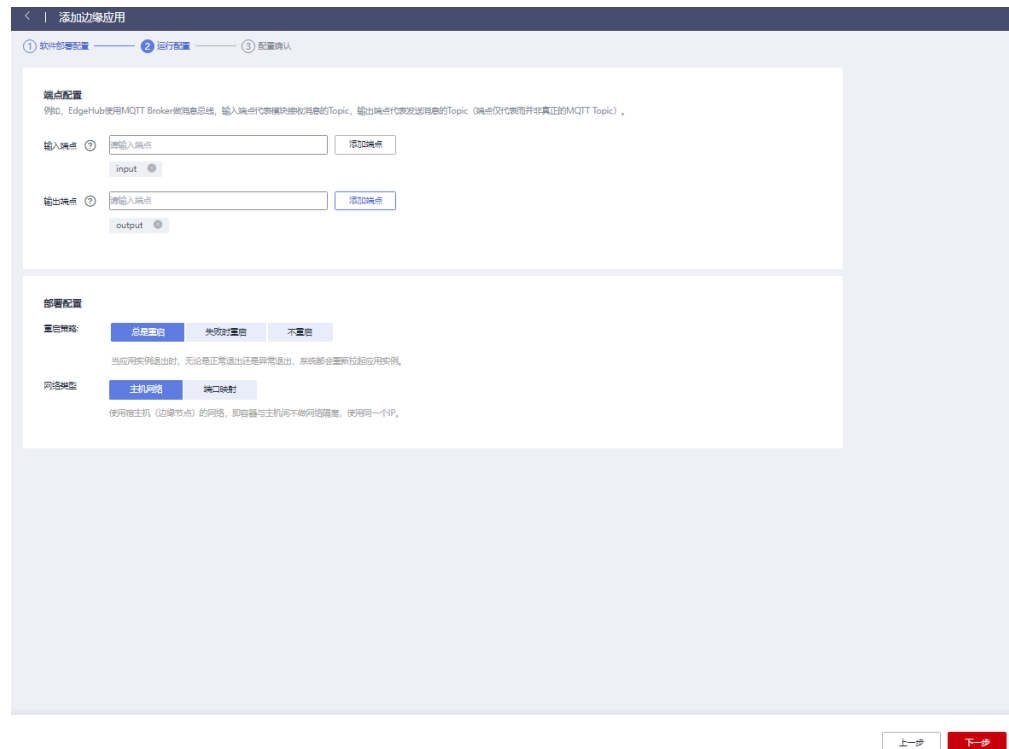 添加边缘应用
1 软件部署配置 2 运行配置 3 配置确认
端点配置
例如，EdgeHub使用MQTT Broker做消息总线，输入端点代表模块接收消息的Topic，输出端点代表发送消息的Topic（端点仅代表而并非真正的MQTT Topic）。
输入端点 ? 请输入端点 添加端点
input
输出端点 ? 请输入端点 添加端点
output
部署配置
重启策略: 总是重启 失败时重启 不重启
当应用实例退出时，无论是正常退出还是异常退出，系统都会重新拉起应用实例。
网络类型 主机网络 端口映射
使用宿主机（边缘节点）的网络，即容器与主机间不做网络隔离，使用同一个IP。
上一步 下一步